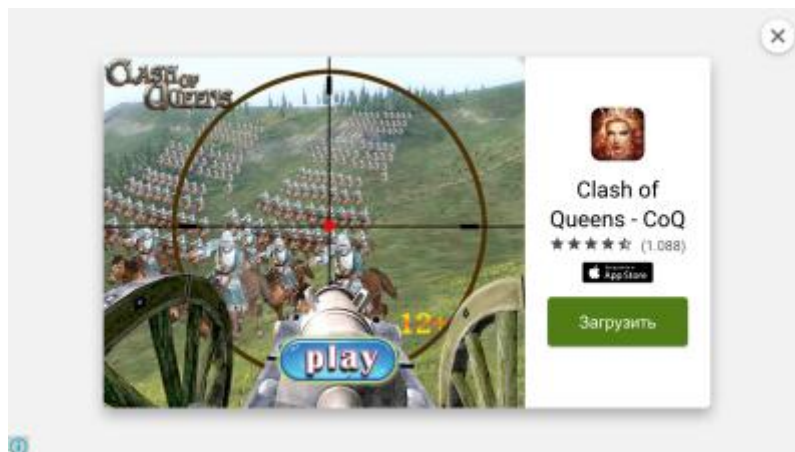 CLASH OF
QUEENS
12+
play
Clash of
Queens - CoQ
(1.088)
App Store
Загрузить